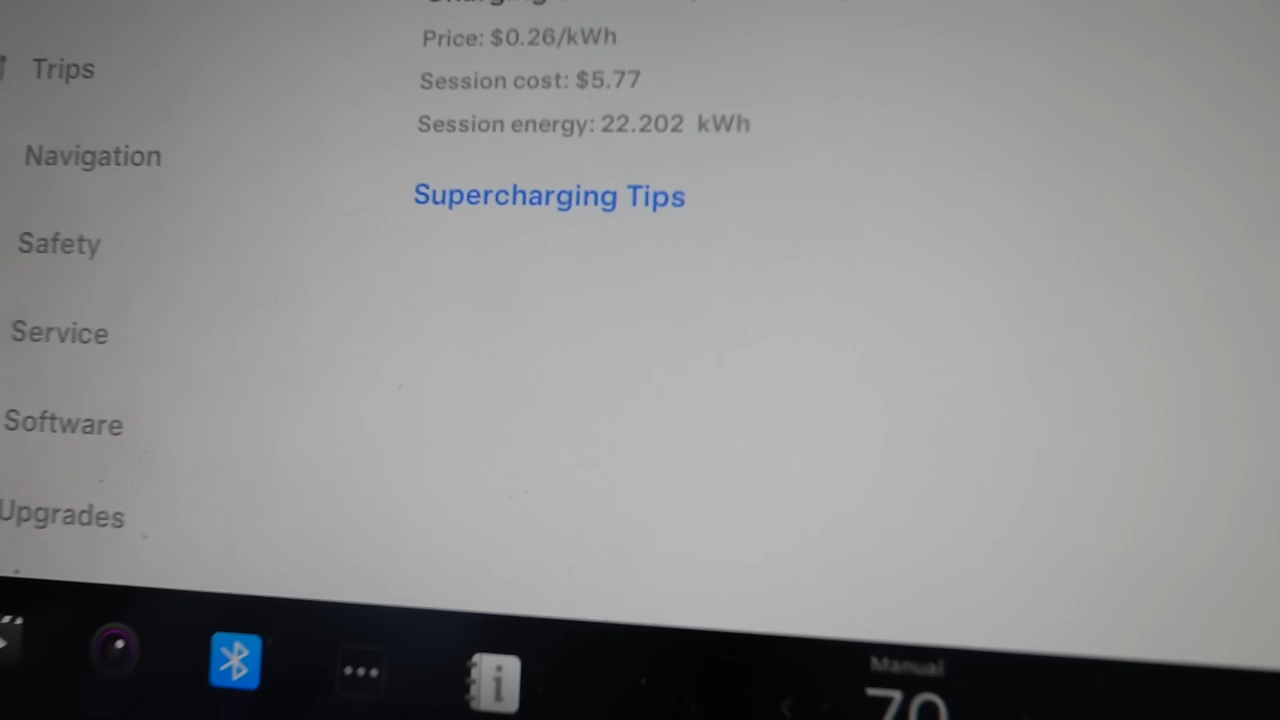 Charging
Price: $0.26/kWh
Session cost: $5.77
Session energy: 22.202 kWh
Supercharging Tips
Trips
Navigation
Safety
Service
Software
Upgrades
Manual
70